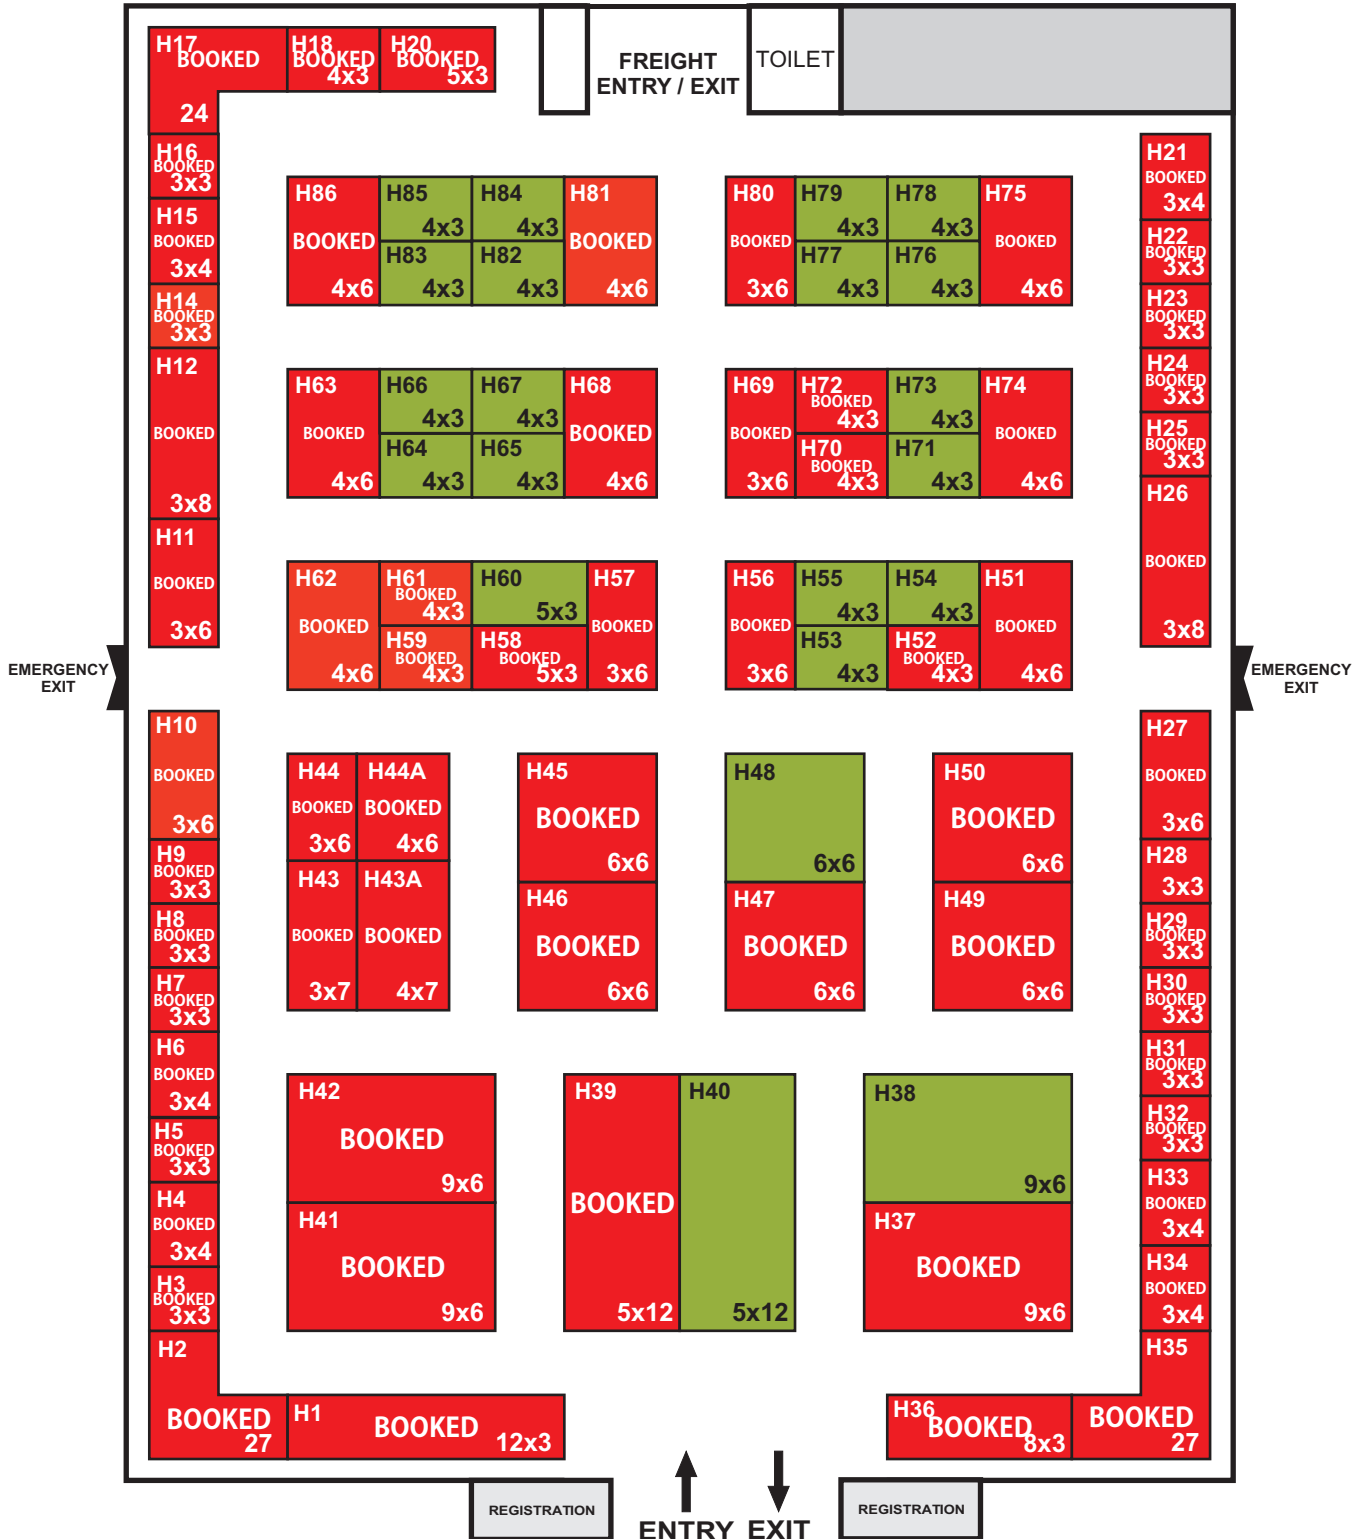 FREIGHT
ENTRY / EXIT
TOILET
H17
BOOKED
24
H18
BOOKED
4x3
H20
BOOKED
5x3
H16
BOOKED
3x3
H15
BOOKED
3x4
H14
BOOKED
3x3
H12
BOOKED
3x8
H11
BOOKED
3x6
EMERGENCY
EXIT
H10
BOOKED
3x6
H9
BOOKED
3x3
H8
BOOKED
3x3
H7
BOOKED
3x3
H6
BOOKED
3x4
H5
BOOKED
3x3
H4
BOOKED
3x4
H3
BOOKED
3x3
H2
BOOKED
27
H1
BOOKED
12x3
H86
BOOKED
4x6
H85
4x3
H84
4x3
H81
BOOKED
4x6
H83
4x3
H82
4x3
H80
BOOKED
3x6
H79
4x3
H78
4x3
H75
BOOKED
4x6
H77
4x3
H76
4x3
H63
BOOKED
4x6
H66
4x3
H67
4x3
H68
BOOKED
4x6
H64
4x3
H65
4x3
H69
BOOKED
3x6
H72
BOOKED
4x3
H73
4x3
H74
BOOKED
4x6
H70
BOOKED
4x3
H71
4x3
H62
BOOKED
4x6
H61
BOOKED
4x3
H60
5x3
H57
BOOKED
3x6
H59
BOOKED
4x3
H58
BOOKED
5x3
H56
BOOKED
3x6
H55
4x3
H54
4x3
H51
BOOKED
4x6
H53
4x3
H52
BOOKED
4x3
H44
BOOKED
3x6
H44A
BOOKED
4x6
H43
BOOKED
3x7
H43A
BOOKED
4x7
H45
BOOKED
6x6
H46
BOOKED
6x6
H48
6x6
H47
BOOKED
6x6
H50
BOOKED
6x6
H49
BOOKED
6x6
H42
BOOKED
9x6
H41
BOOKED
9x6
H39
BOOKED
5x12
H40
5x12
H38
9x6
H37
BOOKED
9x6
H21
BOOKED
3x4
H22
BOOKED
3x3
H23
BOOKED
3x3
H24
BOOKED
3x3
H25
BOOKED
3x3
H26
BOOKED
3x8
EMERGENCY
EXIT
H27
BOOKED
3x6
H28
3x3
H29
BOOKED
3x3
H30
BOOKED
3x3
H31
BOOKED
3x3
H32
BOOKED
3x3
H33
BOOKED
3x4
H34
BOOKED
3x4
H35
BOOKED
27
H36
BOOKED
8x3
REGISTRATION
ENTRY EXIT
REGISTRATION